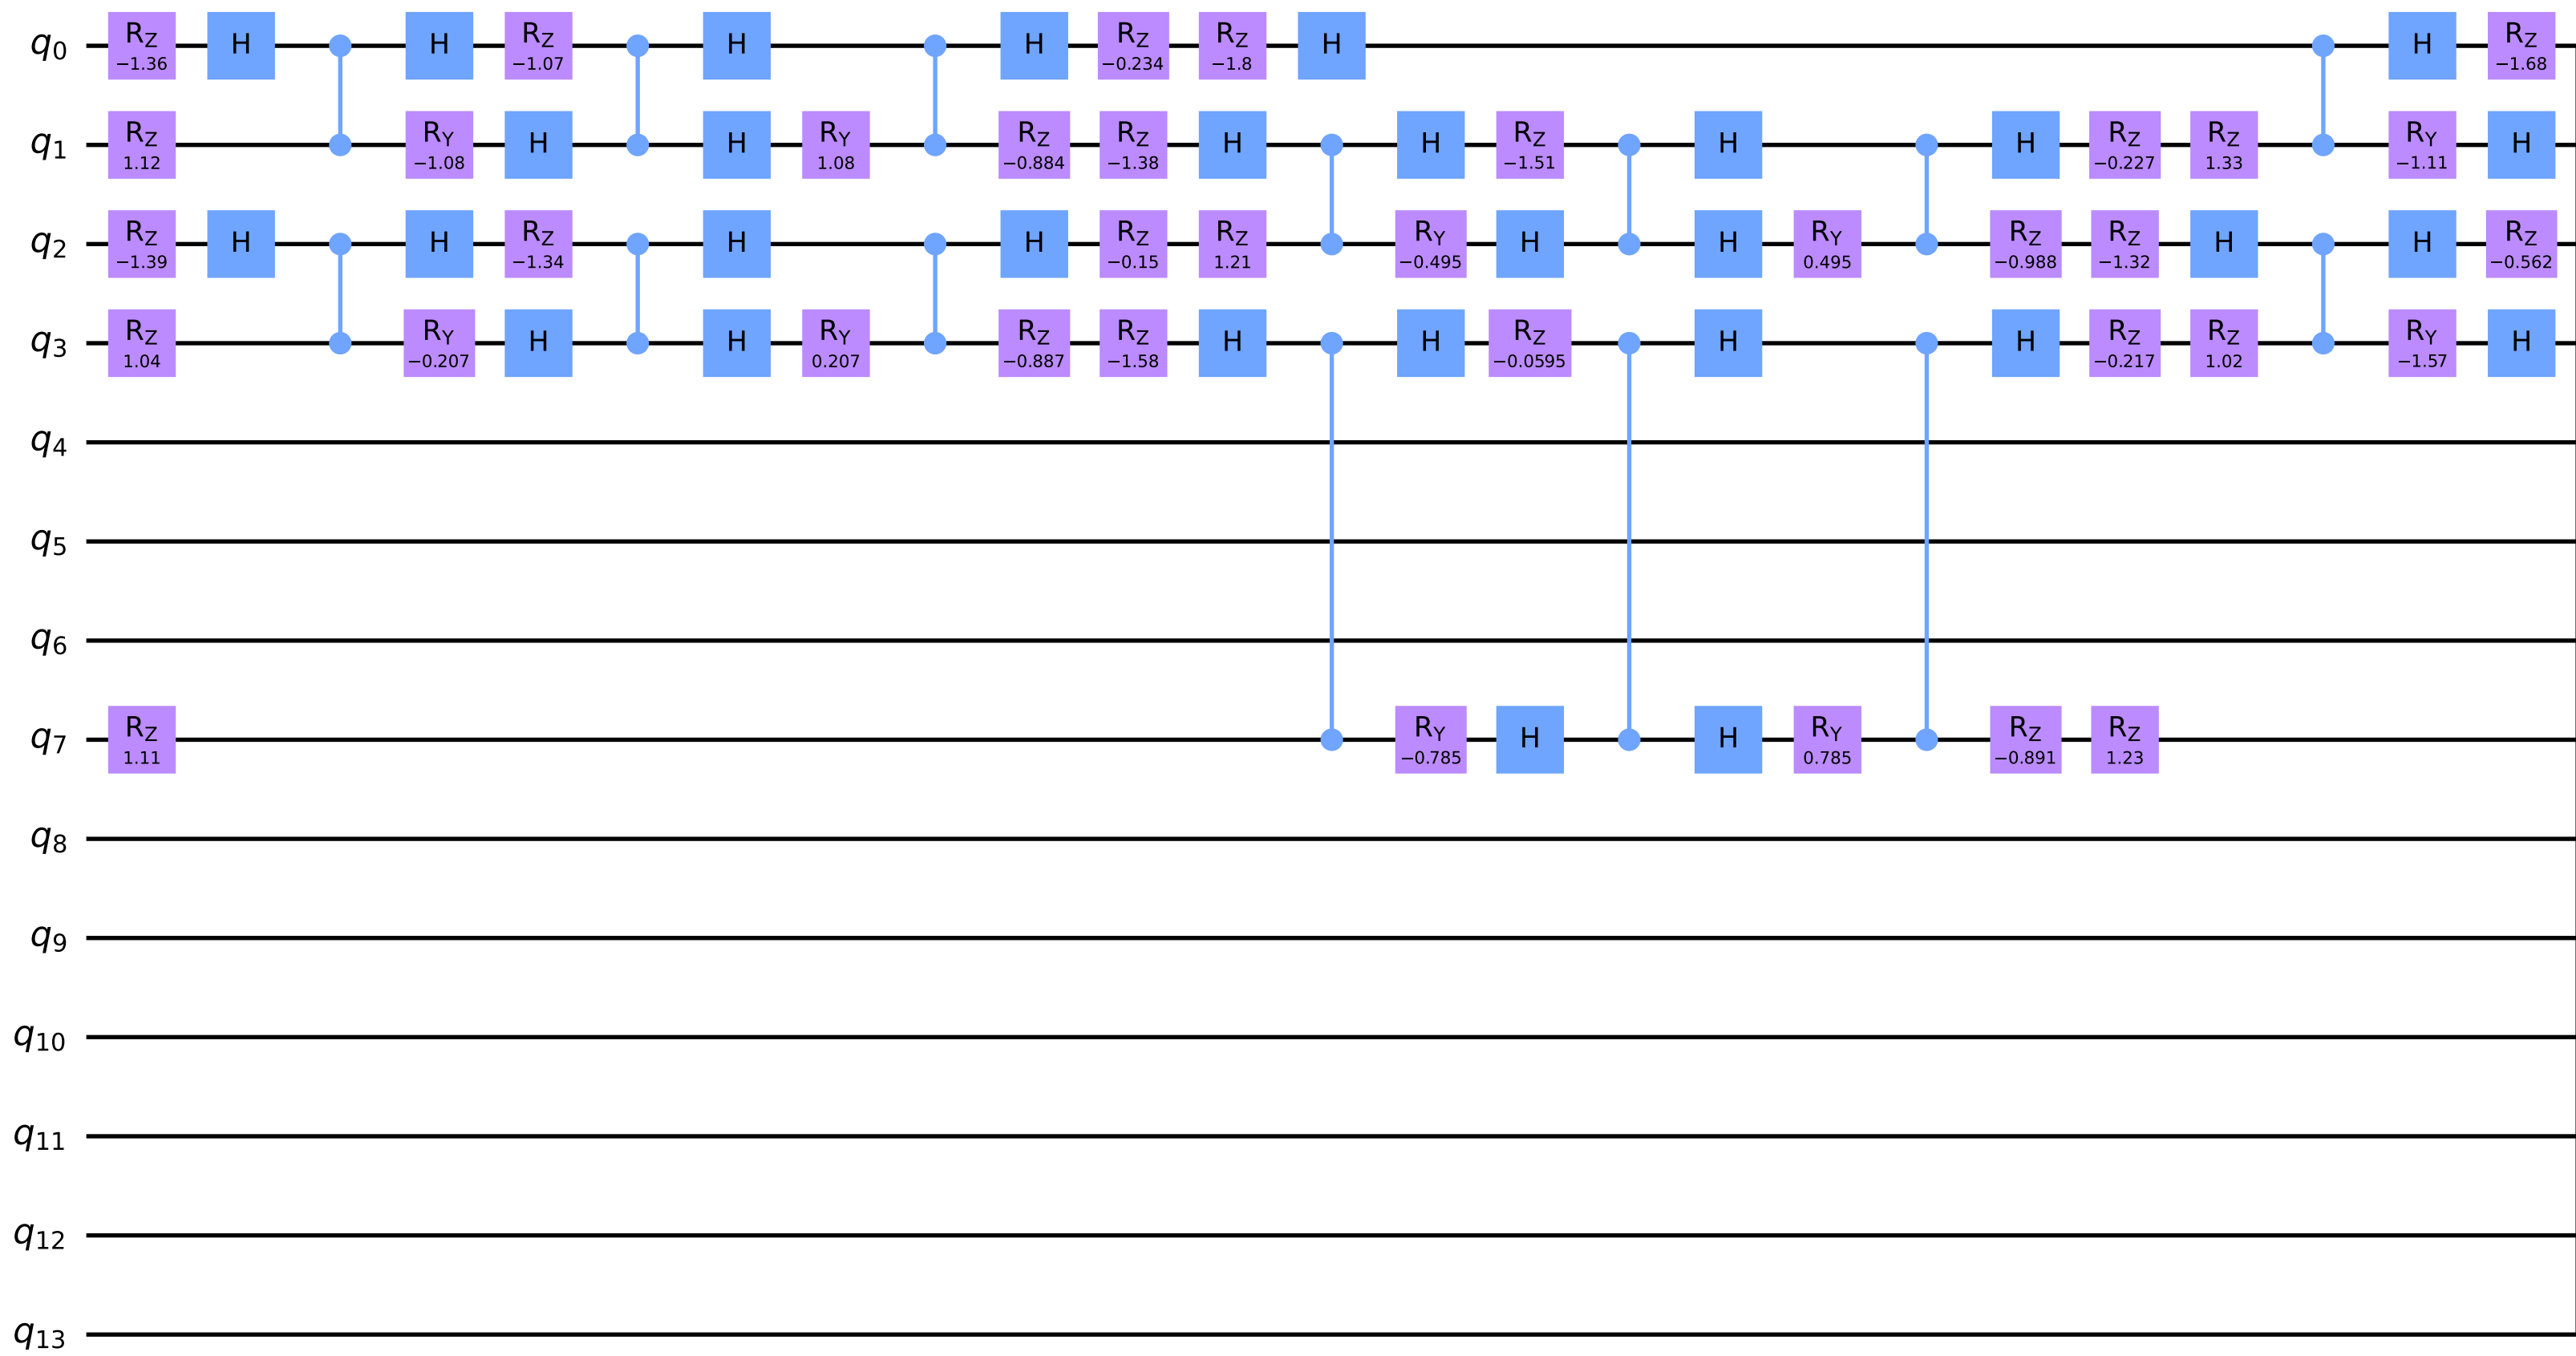 q0 RZ −1.36 H H RZ −1.07 H H RZ −0.234 RZ −1.8 H H RZ −1.68
q1 RZ 1.12 RY −1.08 H H RY 1.08 RZ −0.884 RZ −1.38 H H RZ −1.51 H H RZ −0.227 RZ 1.33 RY −1.11 H
q2 RZ −1.39 H H RZ −1.34 H H RZ −0.15 RZ 1.21 RY −0.495 H H RY 0.495 RZ −0.988 RZ −1.32 H H RZ −0.562
q3 RZ 1.04 RY −0.207 H H RY 0.207 RZ −0.887 RZ −1.58 H H RZ −0.0595 H H RZ −0.217 RZ 1.02 RY −1.57 H
q4
q5
q6
q7 RZ 1.11 RY −0.785 H H RY 0.785 RZ −0.891 RZ 1.23
q8
q9
q10
q11
q12
q13